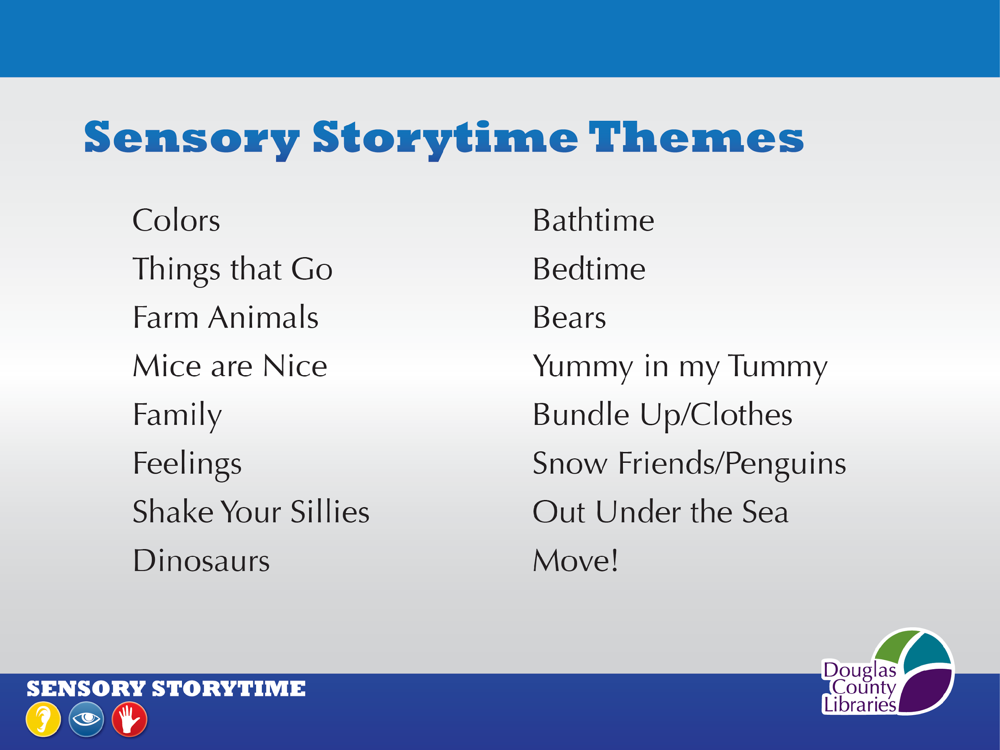 Sensory Storytime Themes
Colors
Things that Go
Farm Animals
Mice are Nice
Family
Feelings
Shake Your Sillies
Dinosaurs
Bathtime
Bedtime
Bears
Yummy in my Tummy
Bundle Up/Clothes
Snow Friends/Penguins
Out Under the Sea
Move!
SENSORY STORYTIME
Douglas
County
Libraries